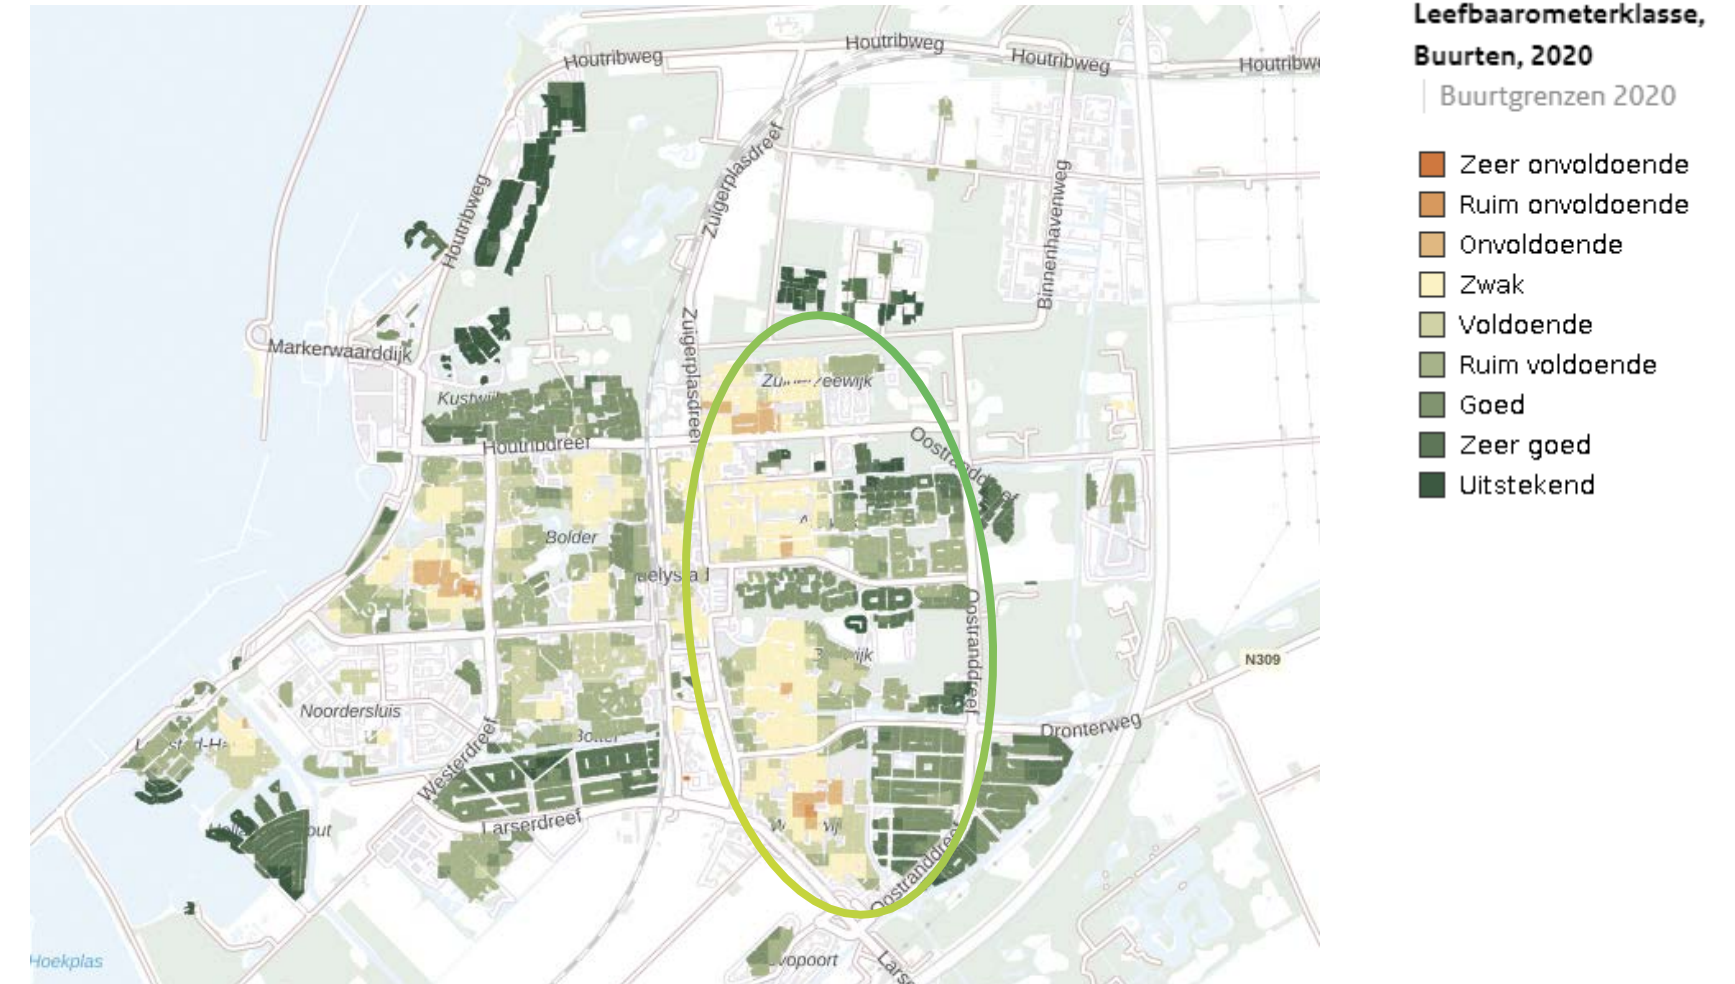 Leefbaarometerklasse,
Buurten, 2020
Buurtgrenzen 2020
Zeer onvoldoende
Ruim onvoldoende
Onvoldoende
Zwak
Voldoende
Ruim voldoende
Goed
Zeer goed
Uitstekend
Houtribweg
Houtribweg
Houtribweg
Houtribw
Zuigerplasdreef
Houtribweg
Binnenhavenweg
Markerwaarddijk
Zuigerplasdreef
Houtribdreef
Oostranddreef
Bolder
Oostranddreef
N309
Noordersluis
Dronterweg
Westerdreef
Larserdreef
Oostranddreef
Hoekplas